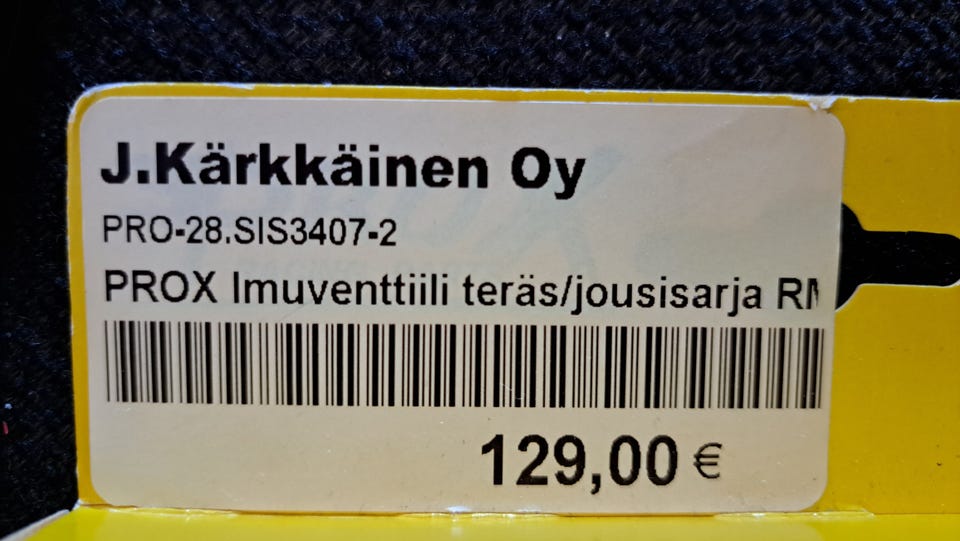 J.Kärkkäinen Oy
PRO-28.SIS3407-2
PROX Imuventtiili teräs/jousisarja
129,00 €